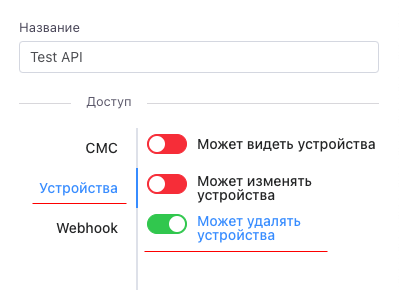 Название
Test API
Доступ
СМС
Может видеть устройства
Устройства
Может изменять
устройства
Webhook
Может удалять
устройства